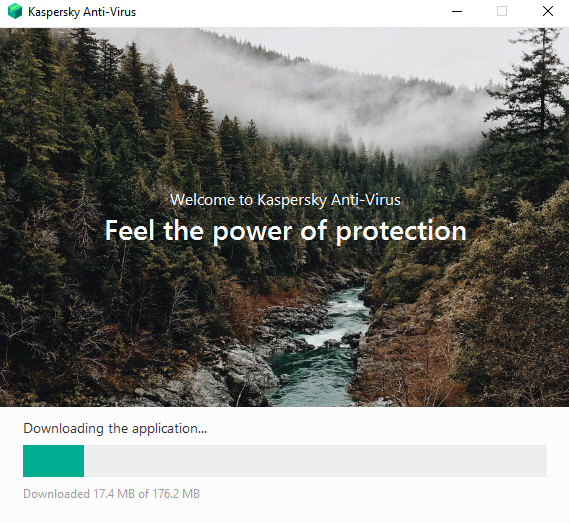 Kaspersky Anti-Virus
Welcome to Kaspersky Anti-Virus
Feel the power of protection
Downloading the application...
Downloaded 17.4 MB of 176.2 MB